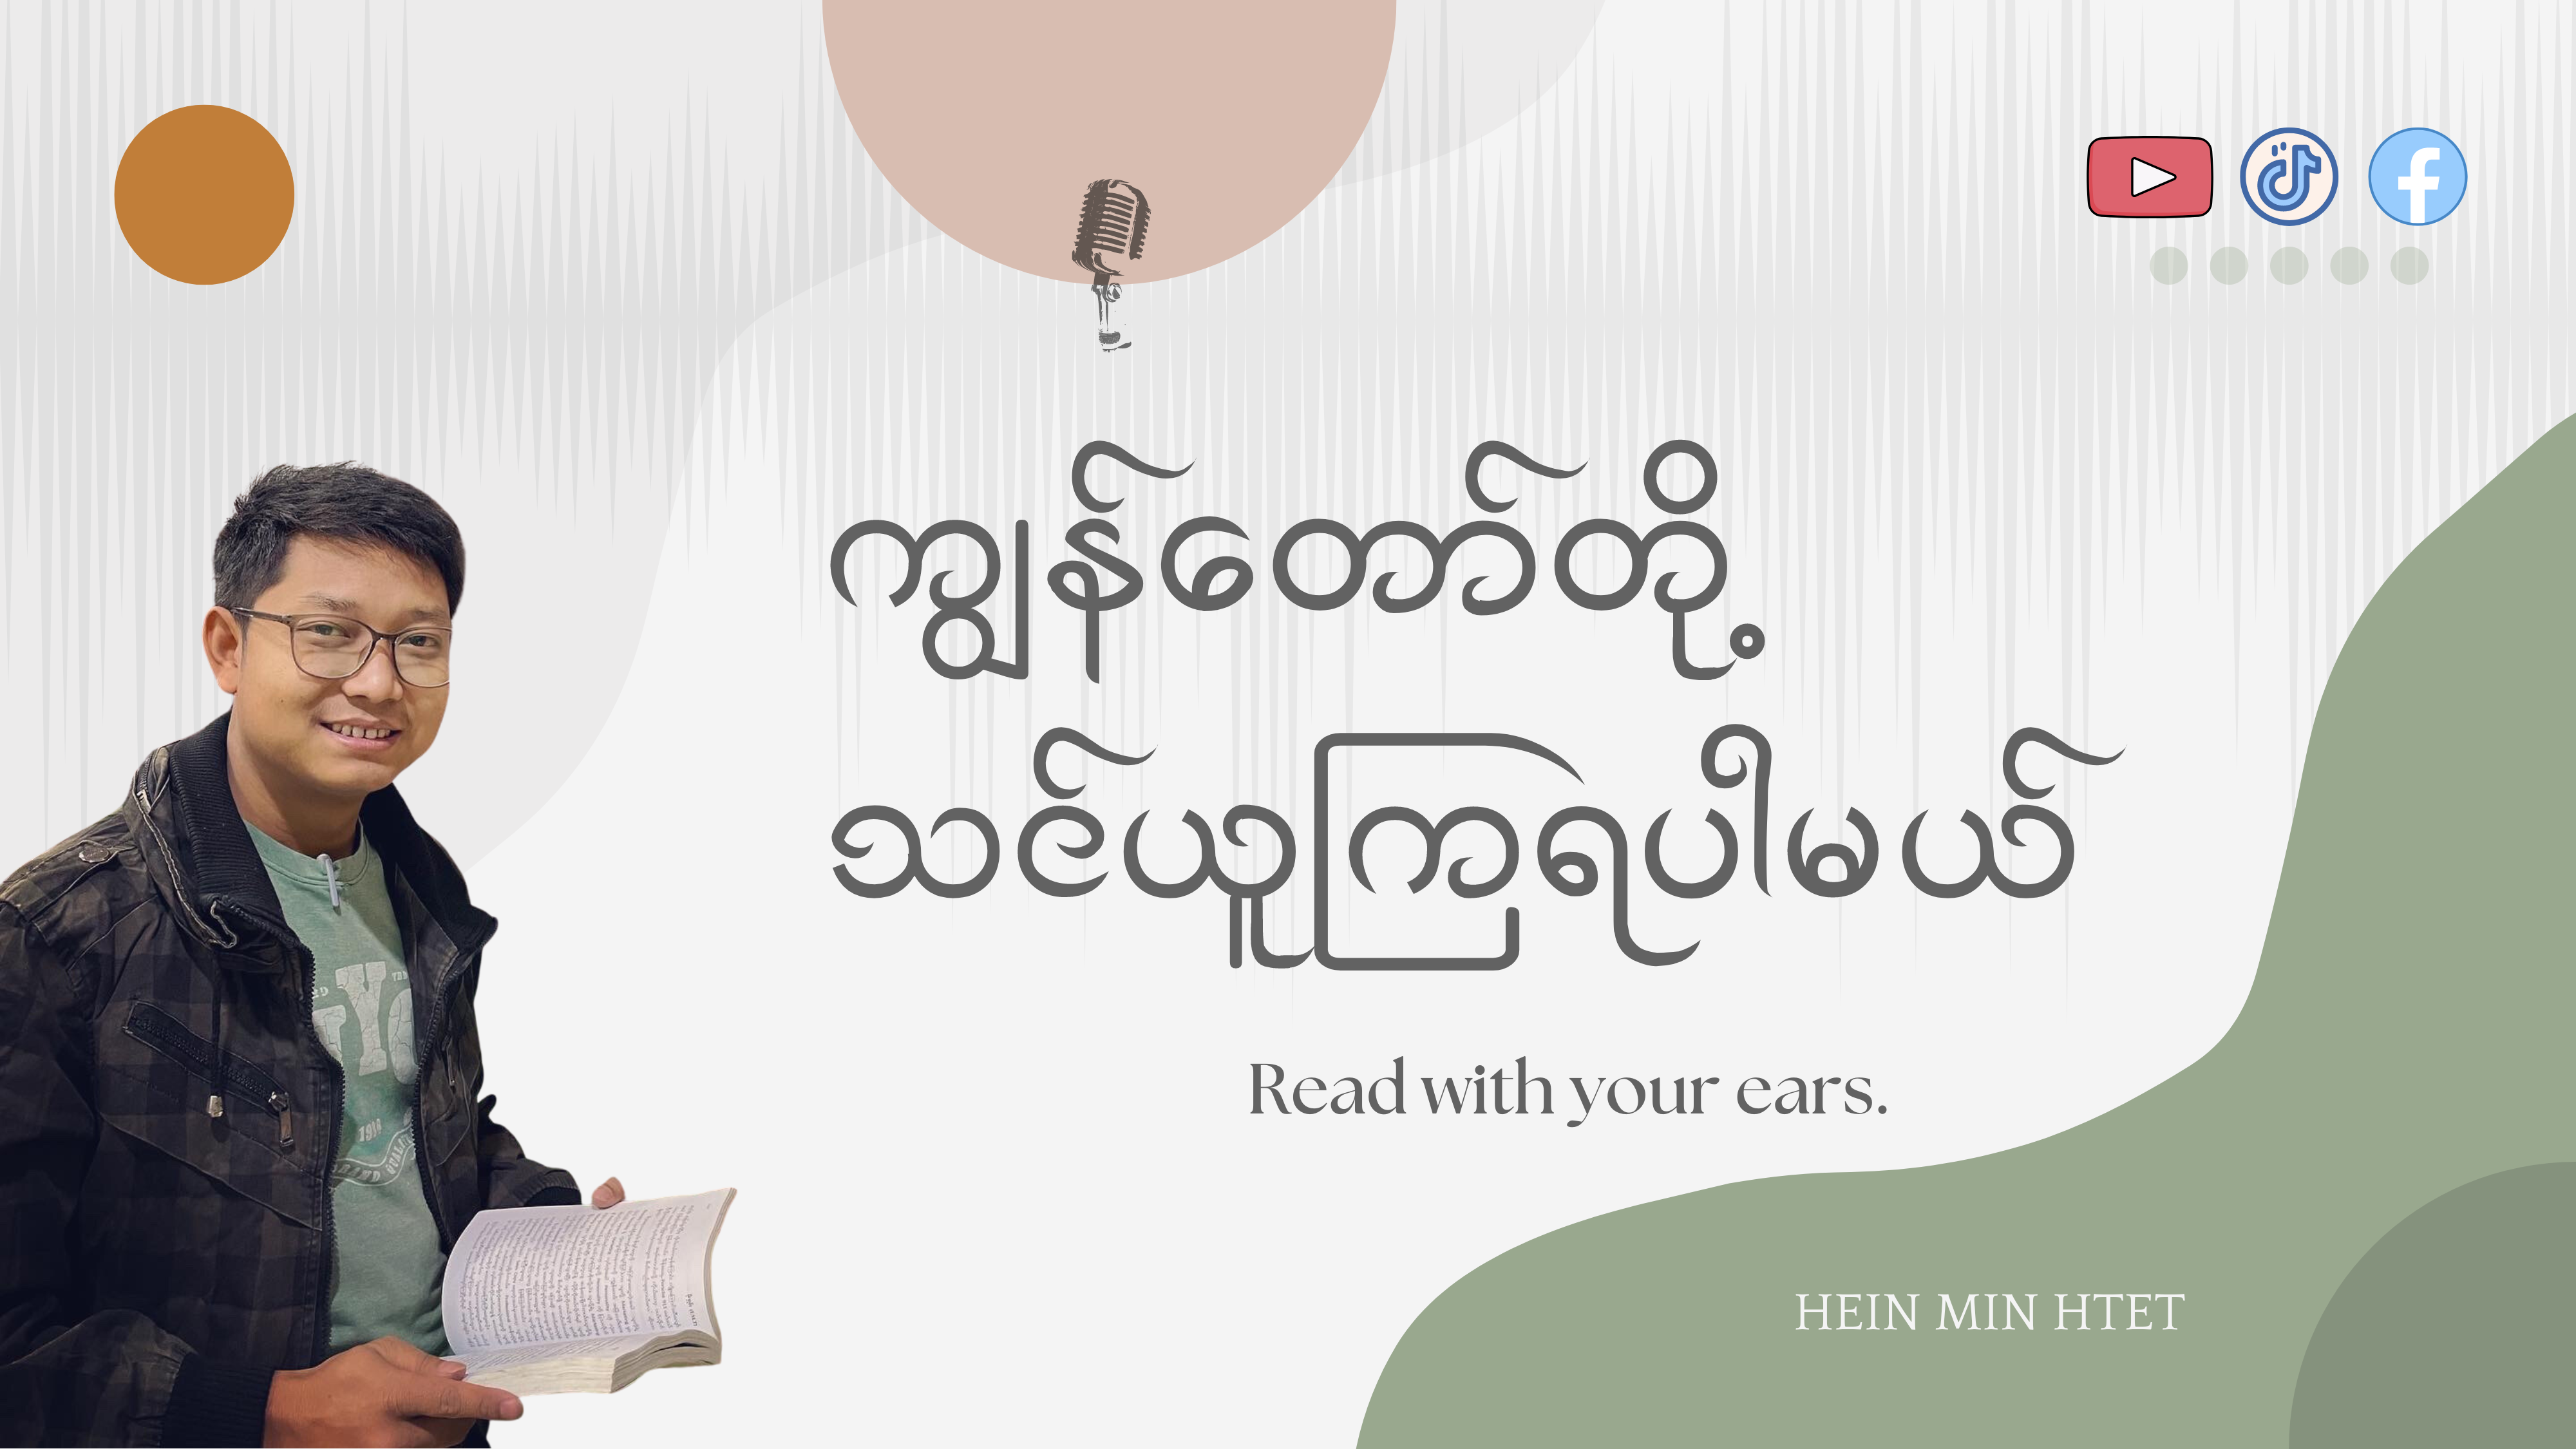 ကျွန်တော်တို့
သင်ယူကြရပါမယ်
Read with your ears.
HEIN MIN HTET
1914